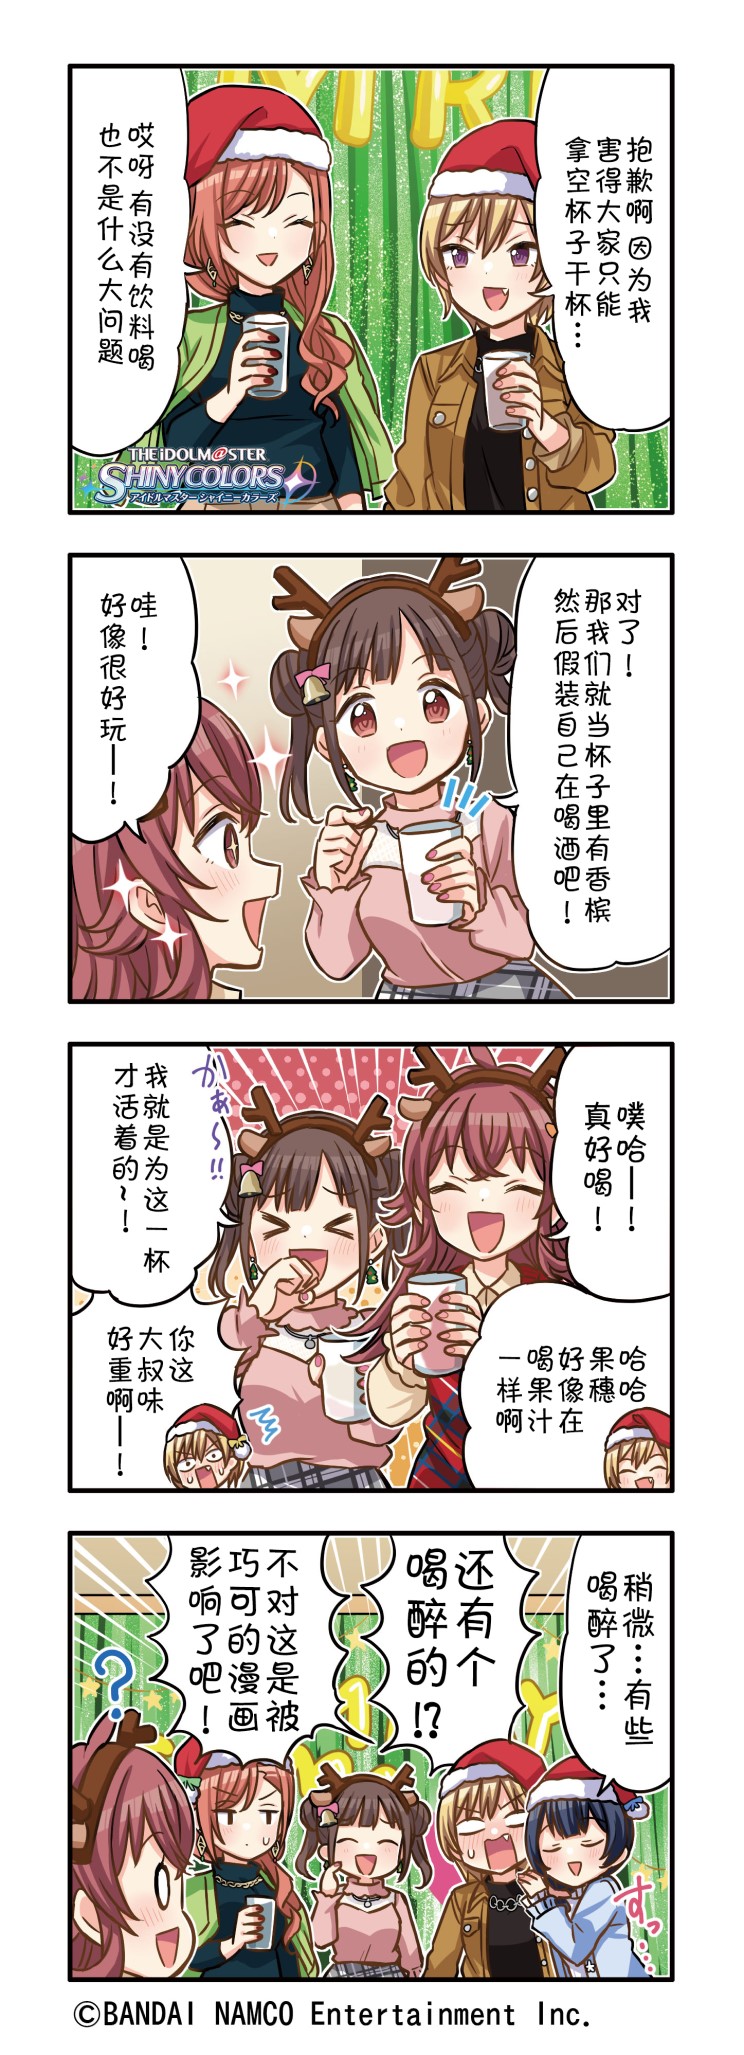 抱歉啊因为我
害得大家只能
拿空杯子干杯…
哎呀 有没有饮料喝
也不是什么大问题
THE iDOLM@STER
SHINY COLORS
アイドルマスター シャイニーカラーズ
对了！
那我们就当杯子里有香槟
然后假装自己在喝酒吧！
哇！
好像很好玩ー！
噗哈ー！
真好喝！
かぁ〜!!
我就是为这一杯
才活着的~！
哈哈
果穗
好像在
喝果汁
一样啊
你这
大叔味
好重啊ー！
稍微…有些
喝醉了…
还有个
喝醉的!?
不对这是被
巧可的漫画
影响了吧！
？
すっ…
©BANDAI NAMCO Entertainment Inc.